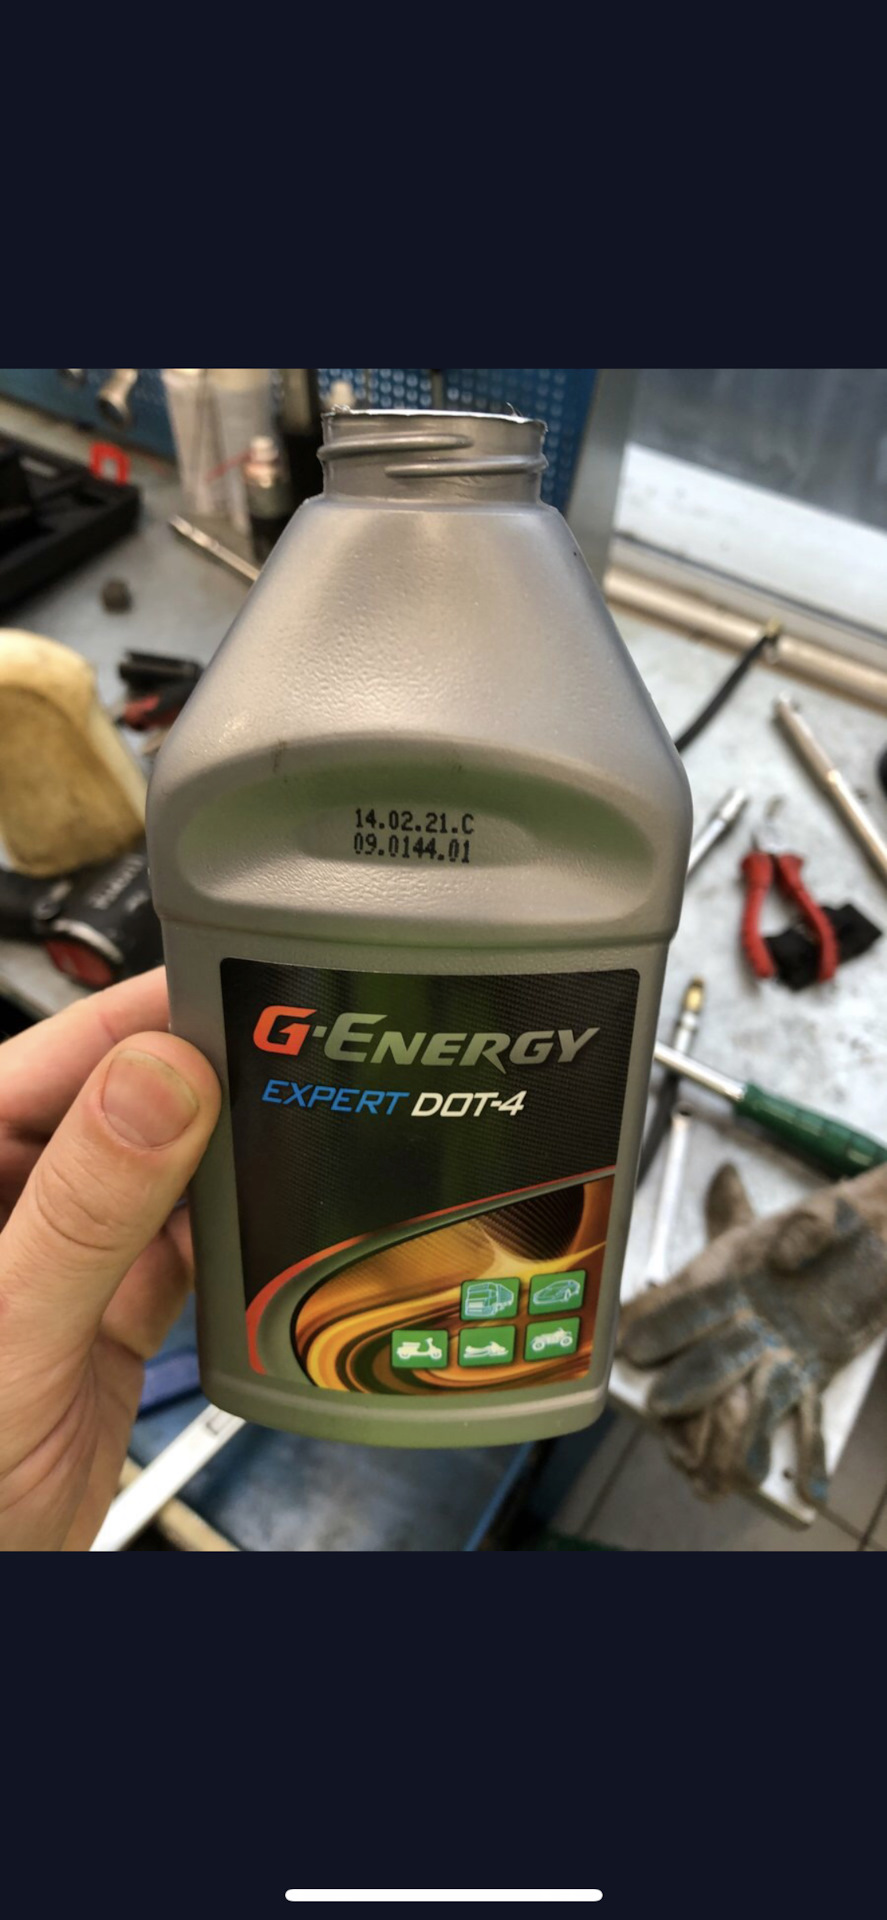 14.02.21.C
09.0144.01
G-ENERGY
EXPERT DOT-4